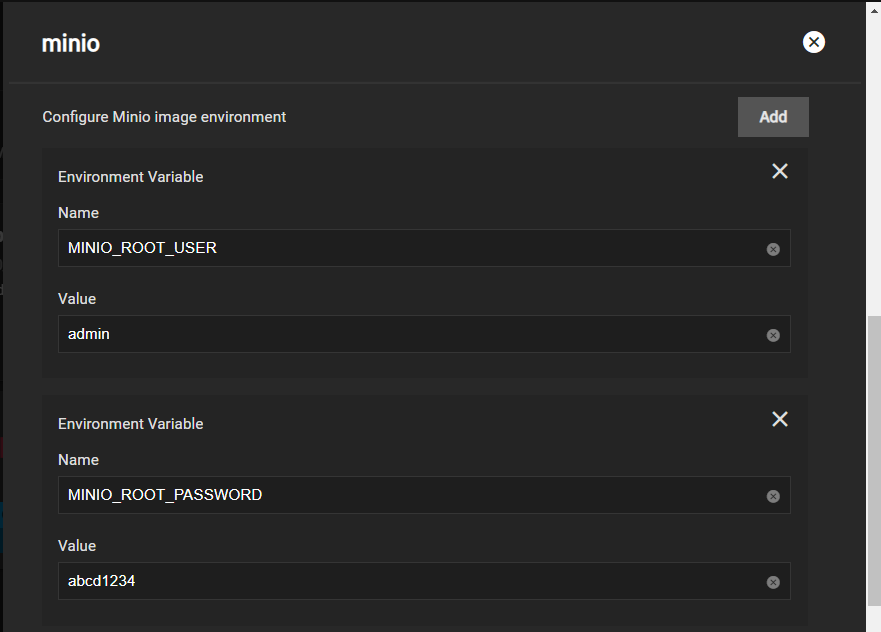 minio
Configure Minio image environment
Add
Environment Variable
Name
MINIO_ROOT_USER
Value
admin
Environment Variable
Name
MINIO_ROOT_PASSWORD
Value
abcd1234